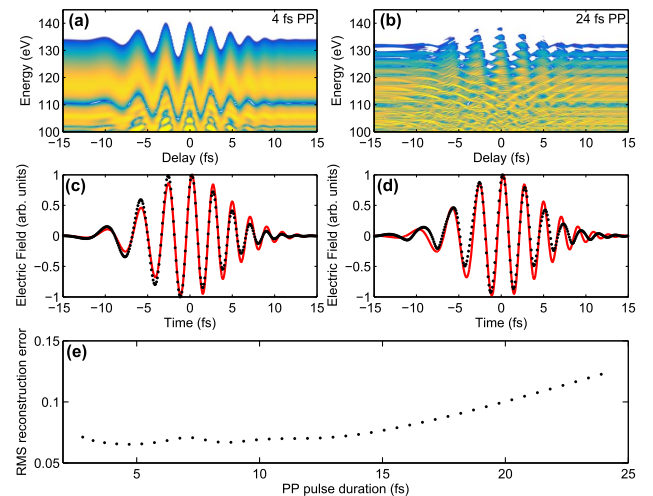 (a) 4 fs PP
140
130
120
110
100
Energy (eV)
−15 −10 −5 0 5 10 15
Delay (fs)
(b) 24 fs PP
140
130
120
110
100
Energy (eV)
−15 −10 −5 0 5 10 15
Delay (fs)
(c)
1
0.5
0
−0.5
−1
Electric Field (arb. units)
−15 −10 −5 0 5 10 15
Time (fs)
(d)
1
0.5
0
−0.5
−1
Electric Field (arb. units)
−15 −10 −5 0 5 10 15
Time (fs)
(e)
0.15
0.1
0.05
RMS reconstruction error
5 10 15 20 25
PP pulse duration (fs)